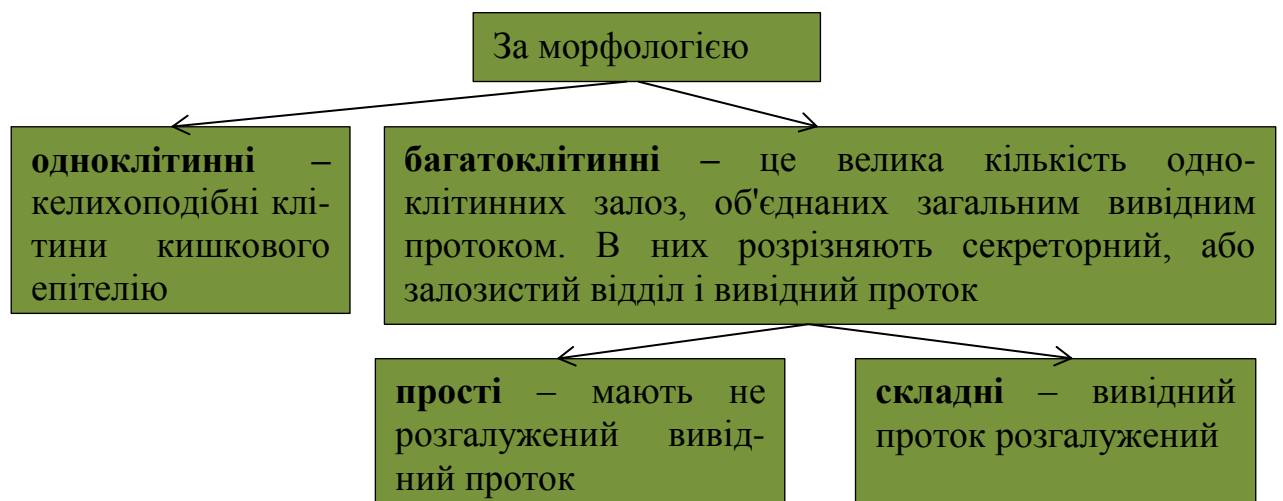 За морфологією
одноклітинні –
келихоподібні клі-
тини кишкового
епітелію
багатоклітинні – це велика кількість одно-
клітинних залоз, об'єднаних загальним вивідним
протоком. В них розрізняють секреторний, або
залозистий відділ і вивідний проток
прості – мають не
розгалужений вивід-
ний проток
складні – вивідний
проток розгалужений